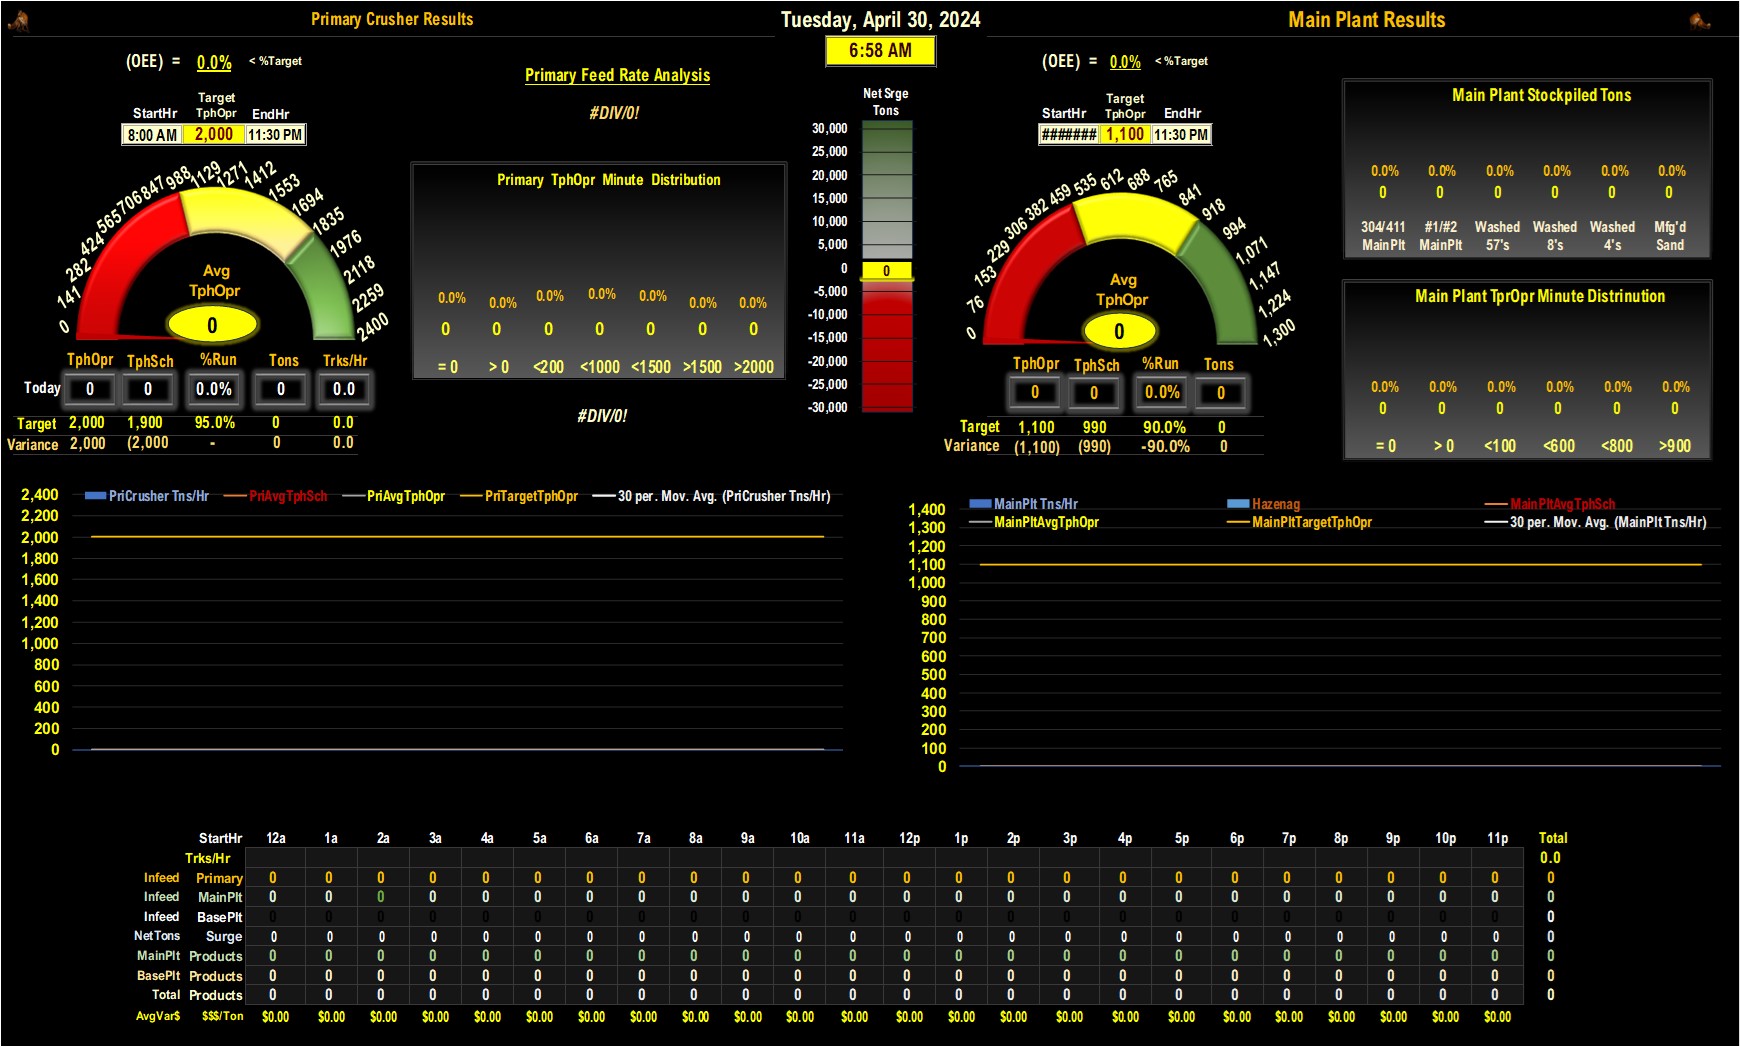 Primary Crusher Results
Tuesday, April 30, 2024
Main Plant Results
6:58 AM
(OEE) = 0.0% < %Target
Primary Feed Rate Analysis
#DIV/0!
StartHr Target TphOpr EndHr
8:00 AM 2,000 11:30 PM
0 141 282 424 565 706 847 988 1129 1271 1412 1553 1694 1835 1976 2118 2259 2400
Avg
TphOpr
0
TphOpr TphSch %Run Tons Trks/Hr
Today 0 0 0.0% 0 0.0
Target 2,000 1,900 95.0% 0 0.0
Variance 2,000 (2,000 - 0 0.0
Primary TphOpr Minute Distribution
0.0% 0.0% 0.0% 0.0% 0.0% 0.0% 0.0%
0 0 0 0 0 0 0
= 0 > 0 <200 <1000 <1500 >1500 >2000
#DIV/0!
Net Srge
Tons
30,000
25,000
20,000
15,000
10,000
5,000
0
0
-5,000
-10,000
-15,000
-20,000
-25,000
-30,000
(OEE) = 0.0% < %Target
StartHr Target TphOpr EndHr
####### 1,100 11:30 PM
0 76 153 229 306 382 459 535 612 688 765 841 918 994 1,071 1,147 1,224 1,300
Avg
TphOpr
0
TphOpr TphSch %Run Tons
0 0 0.0% 0
Target 1,100 990 90.0% 0
Variance (1,100) (990) -90.0% 0
Main Plant Stockpiled Tons
0.0% 0.0% 0.0% 0.0% 0.0% 0.0%
0 0 0 0 0 0
304/411 #1/#2 Washed Washed Washed Mfg'd
MainPlt MainPlt 57's 8's 4's Sand
Main Plant TprOpr Minute Distrinution
0.0% 0.0% 0.0% 0.0% 0.0% 0.0%
0 0 0 0 0 0
= 0 > 0 <100 <600 <800 >900
PriCrusher Tns/Hr PriAvgTphSch PriAvgTphOpr PriTargetTphOpr 30 per. Mov. Avg. (PriCrusher Tns/Hr)
2,400
2,200
2,000
1,800
1,600
1,400
1,200
1,000
800
600
400
200
0
MainPlt Tns/Hr Hazenag MainPltAvgTphSch
MainPltAvgTphOpr MainPltTargetTphOpr 30 per. Mov. Avg. (MainPlt Tns/Hr)
1,400
1,300
1,200
1,100
1,000
900
800
700
600
500
400
300
200
100
0
StartHr 12a 1a 2a 3a 4a 5a 6a 7a 8a 9a 10a 11a 12p 1p 2p 3p 4p 5p 6p 7p 8p 9p 10p 11p Total
Trks/Hr 0.0
Infeed Primary 0 0 0 0 0 0 0 0 0 0 0 0 0 0 0 0 0 0 0 0 0 0 0 0 0
Infeed MainPlt 0 0 0 0 0 0 0 0 0 0 0 0 0 0 0 0 0 0 0 0 0 0 0 0 0
Infeed BasePlt 0 0 0 0 0 0 0 0 0 0 0 0 0 0 0 0 0 0 0 0 0 0 0 0 0
NetTons Surge 0 0 0 0 0 0 0 0 0 0 0 0 0 0 0 0 0 0 0 0 0 0 0 0 0
MainPlt Products 0 0 0 0 0 0 0 0 0 0 0 0 0 0 0 0 0 0 0 0 0 0 0 0 0
BasePlt Products 0 0 0 0 0 0 0 0 0 0 0 0 0 0 0 0 0 0 0 0 0 0 0 0 0
Total Products 0 0 0 0 0 0 0 0 0 0 0 0 0 0 0 0 0 0 0 0 0 0 0 0 0
AvgVar$ $$$/Ton $0.00 $0.00 $0.00 $0.00 $0.00 $0.00 $0.00 $0.00 $0.00 $0.00 $0.00 $0.00 $0.00 $0.00 $0.00 $0.00 $0.00 $0.00 $0.00 $0.00 $0.00 $0.00 $0.00 $0.00